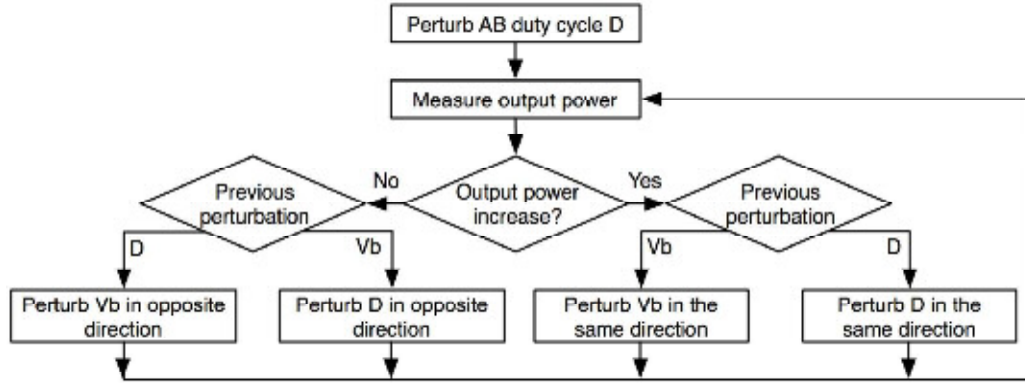 Perturb AB duty cycle D
Measure output power
No
Output power
increase?
Yes
Previous
perturbation
Previous
perturbation
D
Vb
Vb
D
Perturb Vb in opposite
direction
Perturb D in opposite
direction
Perturb Vb in the
same direction
Perturb D in the
same direction